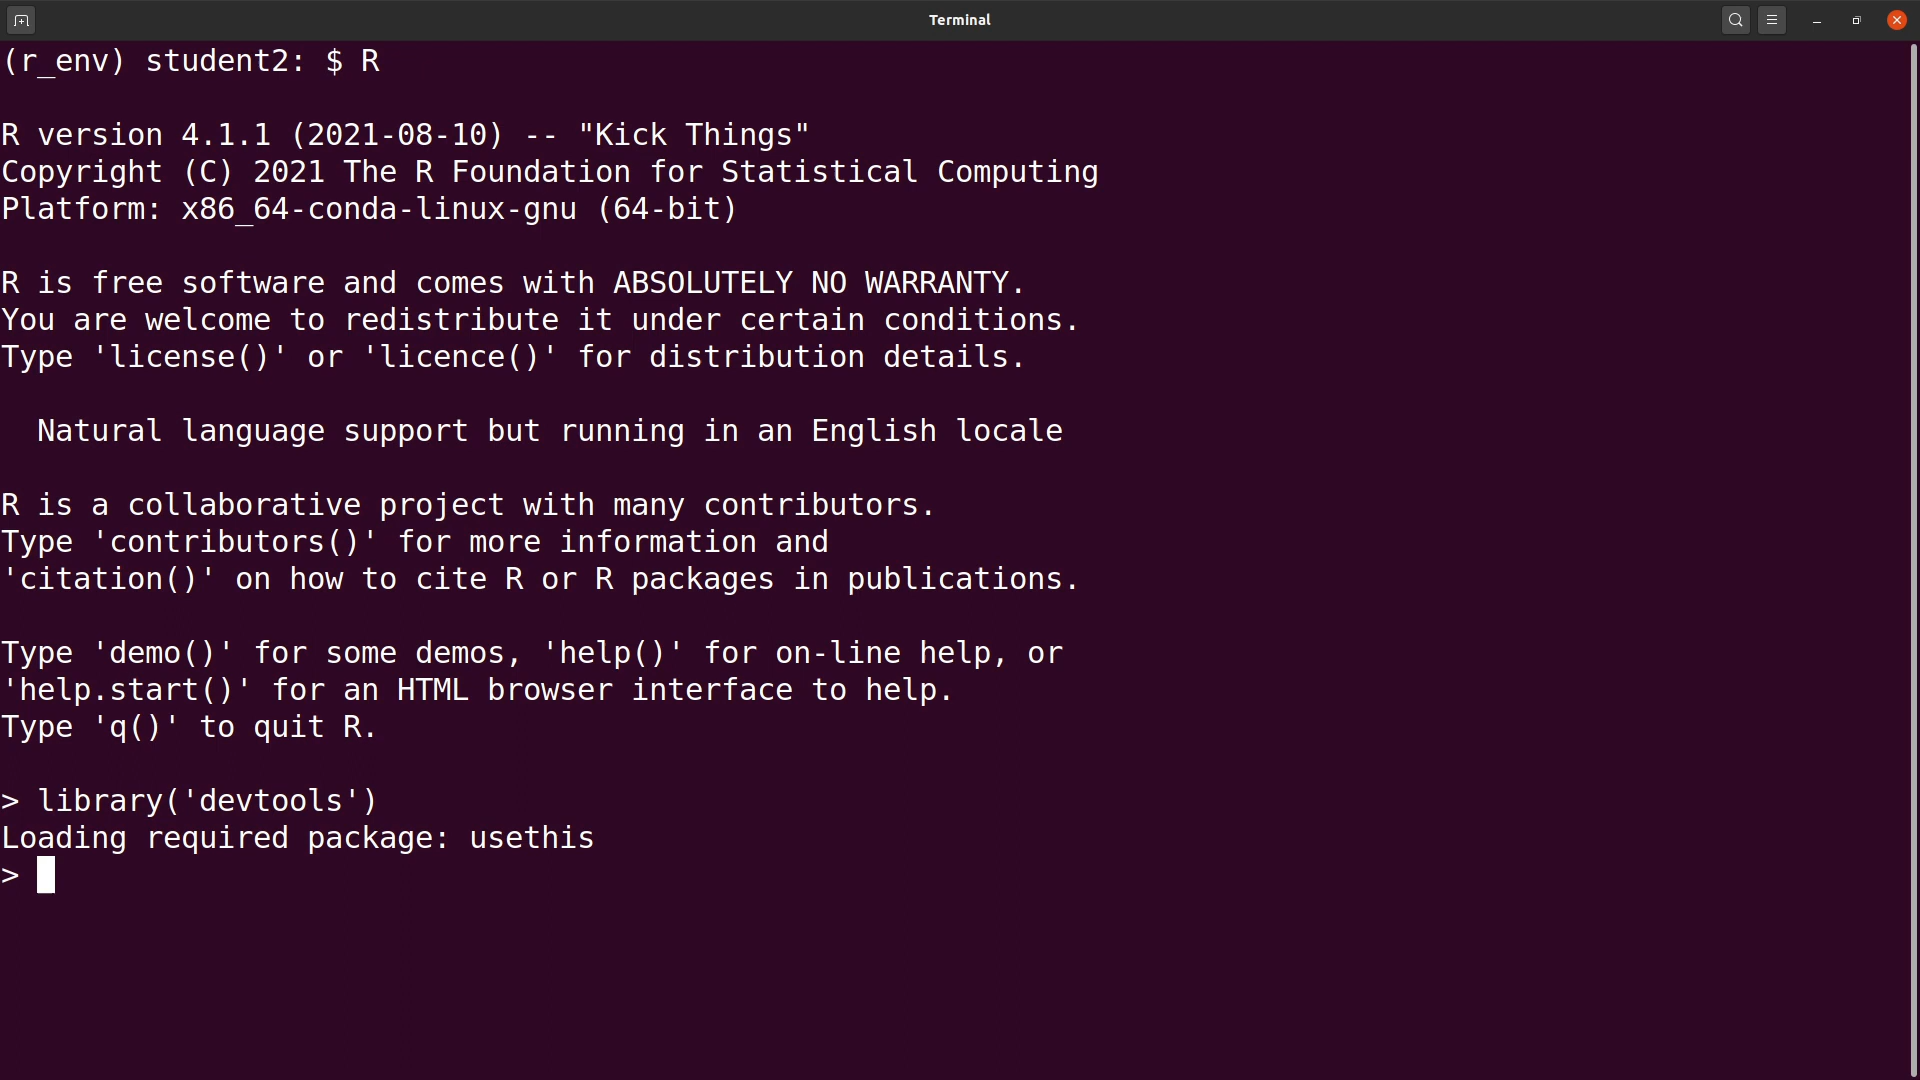 Terminal
(r_env) student2: $ R
R version 4.1.1 (2021-08-10) -- "Kick Things"
Copyright (C) 2021 The R Foundation for Statistical Computing
Platform: x86_64-conda-linux-gnu (64-bit)
R is free software and comes with ABSOLUTELY NO WARRANTY.
You are welcome to redistribute it under certain conditions.
Type 'license()' or 'licence()' for distribution details.
Natural language support but running in an English locale
R is a collaborative project with many contributors.
Type 'contributors()' for more information and
'citation()' on how to cite R or R packages in publications.
Type 'demo()' for some demos, 'help()' for on-line help, or
'help.start()' for an HTML browser interface to help.
Type 'q()' to quit R.
> library('devtools')
Loading required package: usethis
>